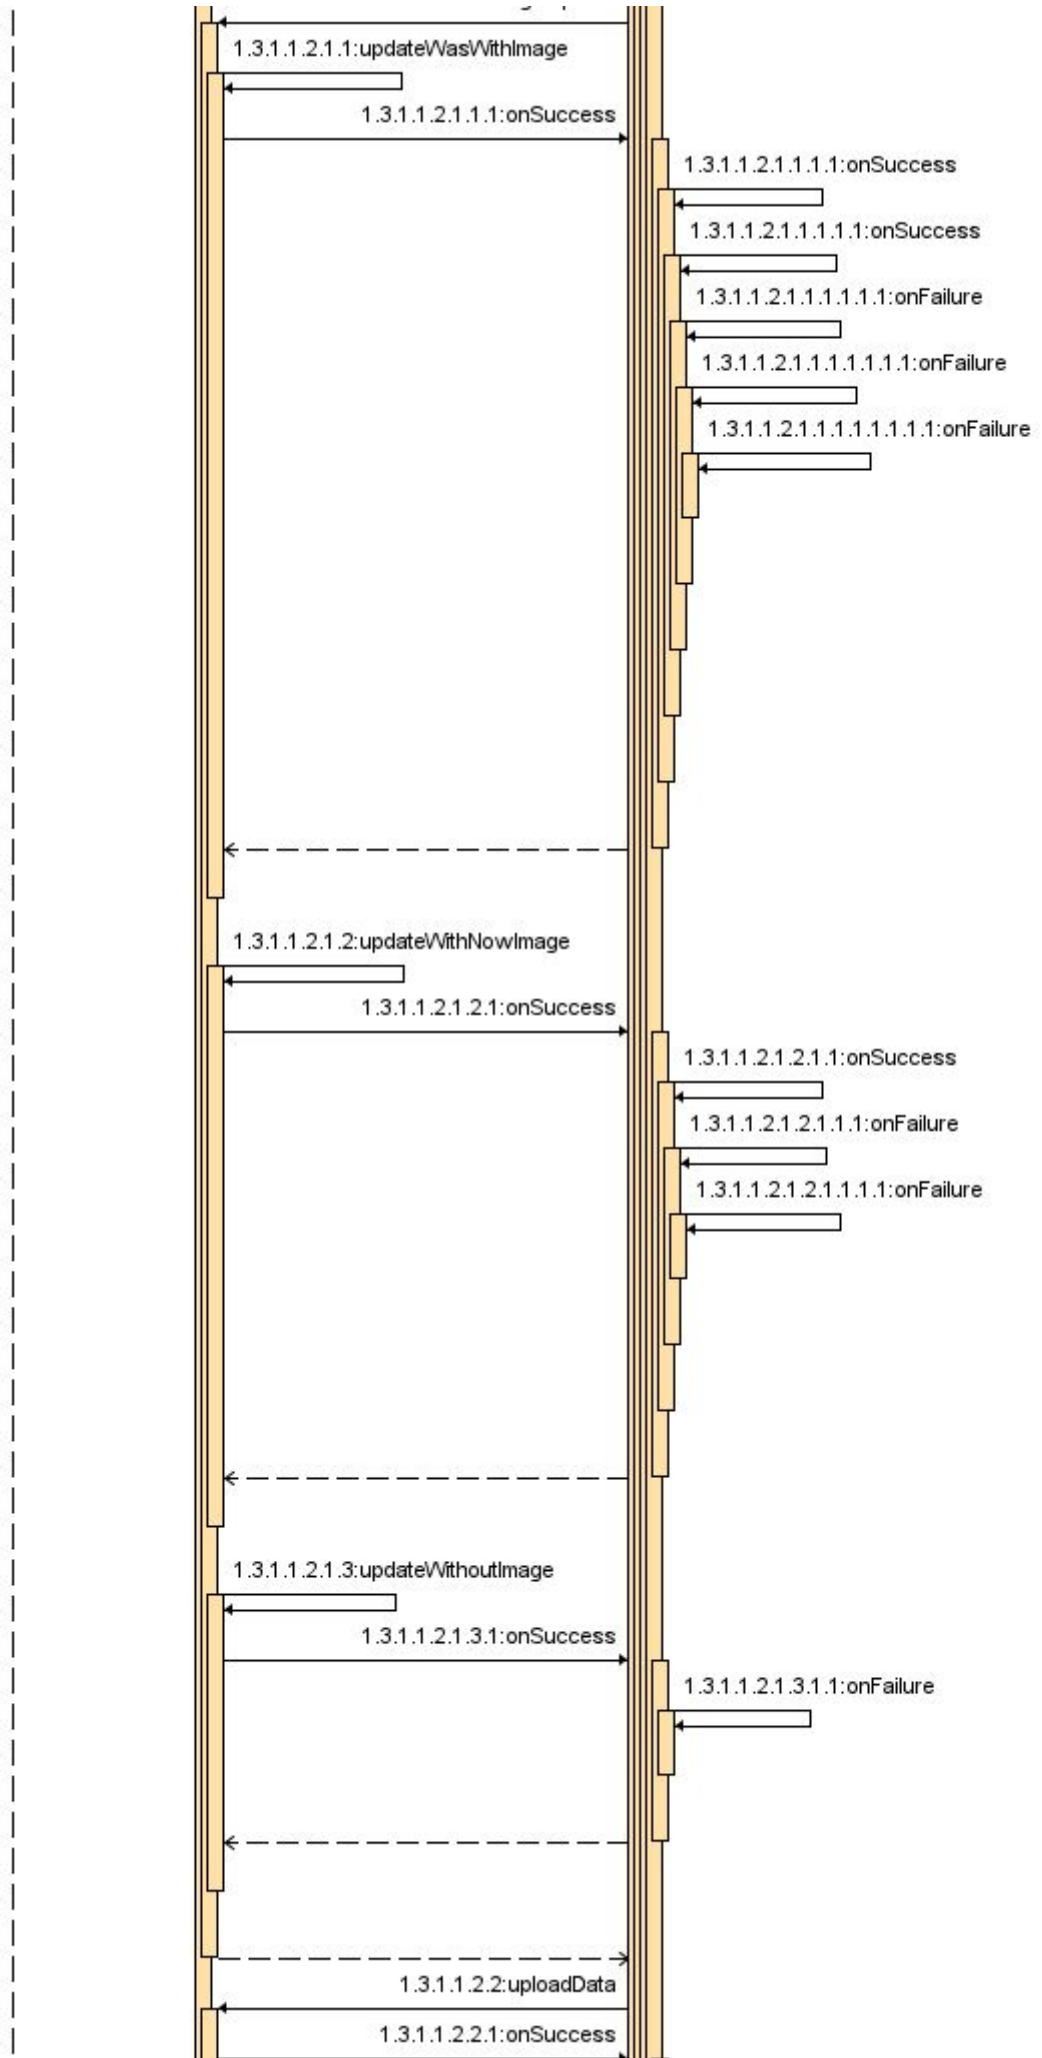 1.3.1.1.2.1.1:updateWasWithImage
1.3.1.1.2.1.1.1:onSuccess
1.3.1.1.2.1.1.1.1:onSuccess
1.3.1.1.2.1.1.1.1.1:onSuccess
1.3.1.1.2.1.1.1.1.1.1:onFailure
1.3.1.1.2.1.1.1.1.1.1.1:onFailure
1.3.1.1.2.1.1.1.1.1.1.1.1:onFailure
1.3.1.1.2.1.2:updateWithNowImage
1.3.1.1.2.1.2.1:onSuccess
1.3.1.1.2.1.2.1.1:onSuccess
1.3.1.1.2.1.2.1.1.1:onFailure
1.3.1.1.2.1.2.1.1.1.1:onFailure
1.3.1.1.2.1.3:updateWithoutImage
1.3.1.1.2.1.3.1:onSuccess
1.3.1.1.2.1.3.1.1:onFailure
1.3.1.1.2.2:uploadData
1.3.1.1.2.2.1:onSuccess